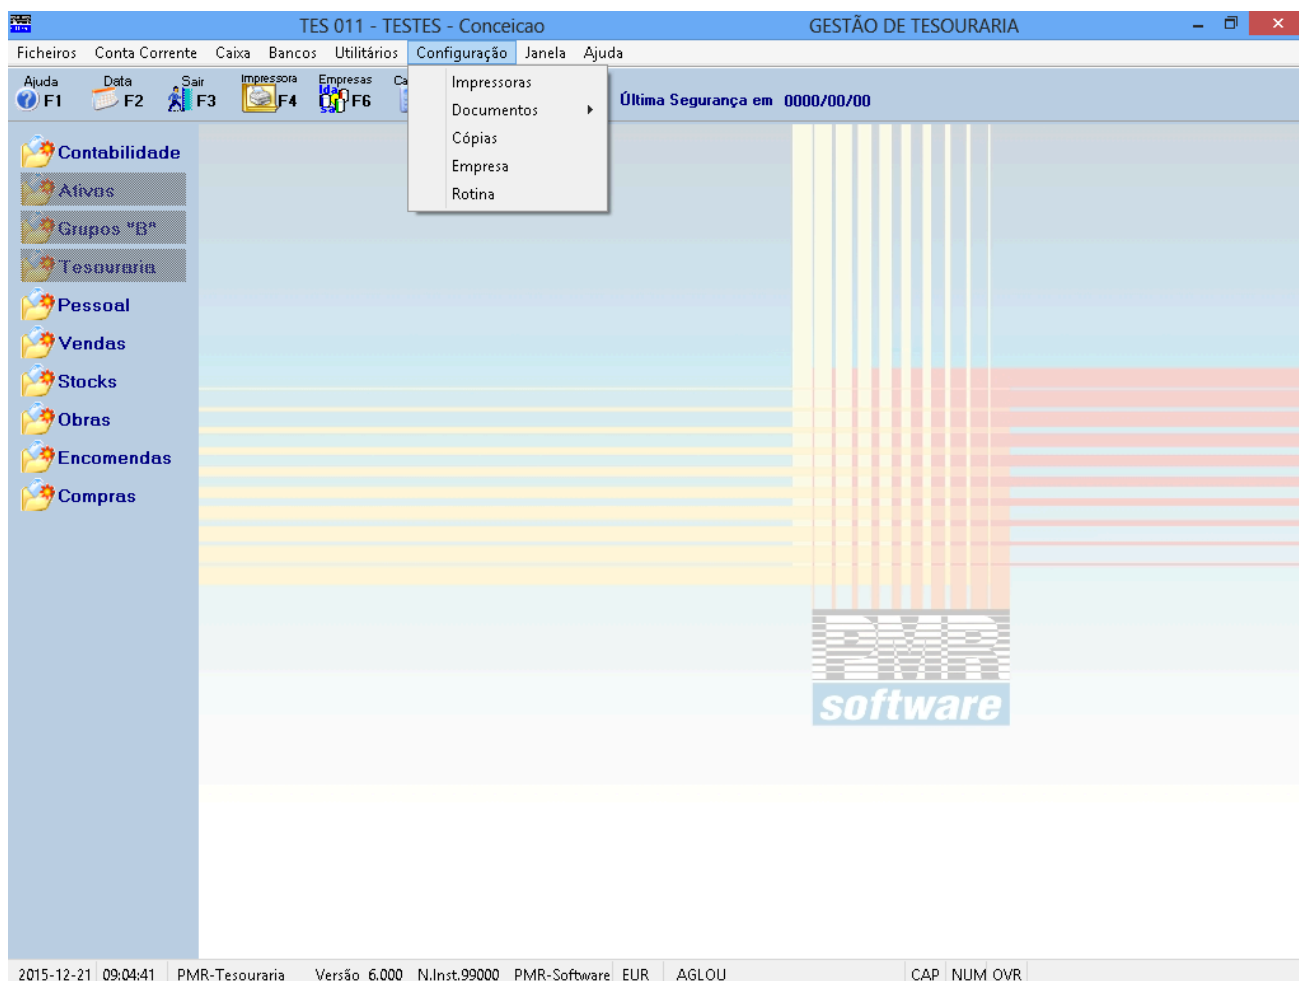 TES 011 - TESTES - Conceicao GESTÃO DE TESOURARIA
Ficheiros Conta Corrente Caixa Bancos Utilitários Configuração Janela Ajuda
Ajuda Data Sair Impressora Empresas Ca
F1 F2 F3 F4 F6 Última Segurança em 0000/00/00
Impressoras
Documentos
Cópias
Empresa
Rotina
Contabilidade
Ativos
Grupos "B"
Tesouraria
Pessoal
Vendas
Stocks
Obras
Encomendas
Compras
PMR
software
2015-12-21 09:04:41 PMR-Tesouraria Versão 6.000 N.Inst.99000 PMR-Software EUR AGLOU CAP NUM OVR